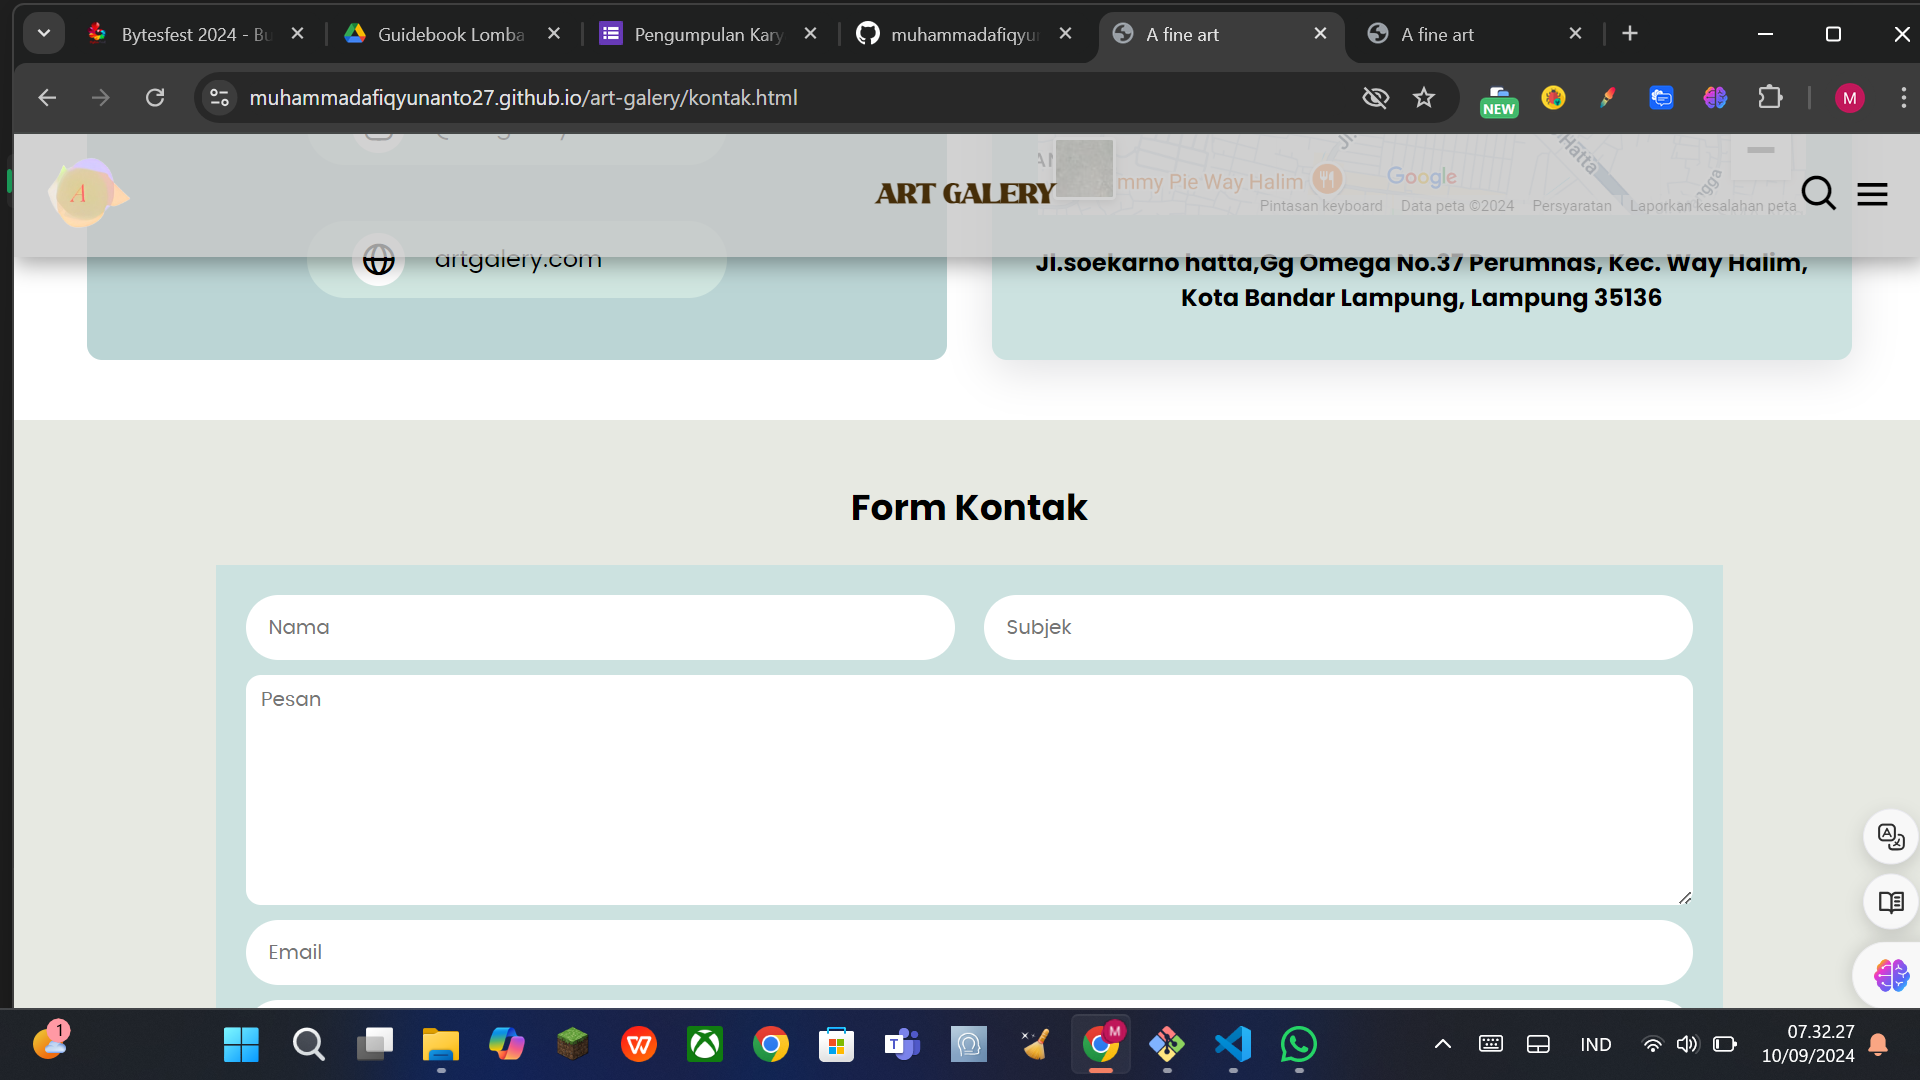 Bytesfest 2024 - Bu
Guidebook Lomba
Pengumpulan Kary
muhammadafiqyu
A fine art
A fine art
muhammadafiqyunanto27.github.io/art-galery/kontak.html
NEW
M
A
ART GALERY
mmy Pie Way Halim
Google
Hatta
Pintasan keyboard
Data peta ©2024
Persyaratan
Laporkan kesalahan peta
artgalery.com
Jl.soekarno hatta,Gg Omega No.37 Perumnas, Kec. Way Halim,
Kota Bandar Lampung, Lampung 35136
Form Kontak
Nama
Subjek
Pesan
Email
1
M
IND
07.32.27
10/09/2024